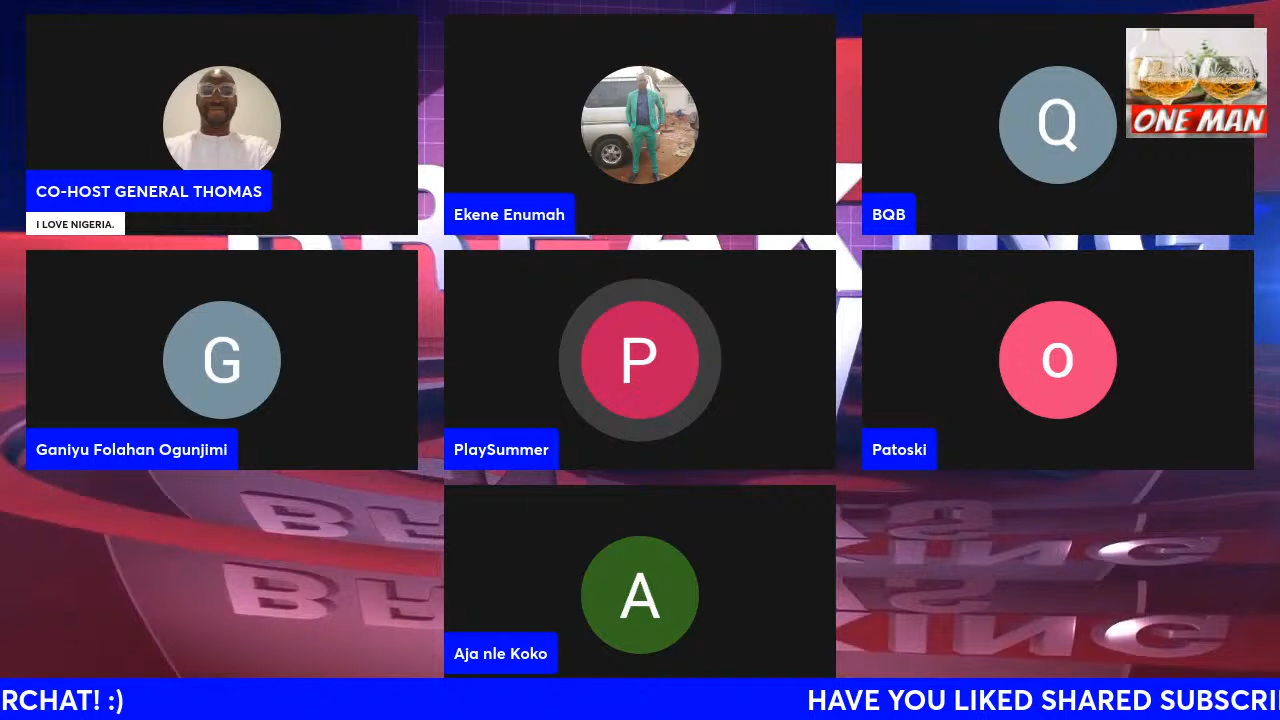 ONE MAN
CO-HOST GENERAL THOMAS
I LOVE NIGERIA.
Ekene Enumah
Q
BQB
G
Ganiyu Folahan Ogunjimi
P
PlaySummer
o
Patoski
A
Aja nle Koko
RCHAT! :)
HAVE YOU LIKED SHARED SUBSCRI